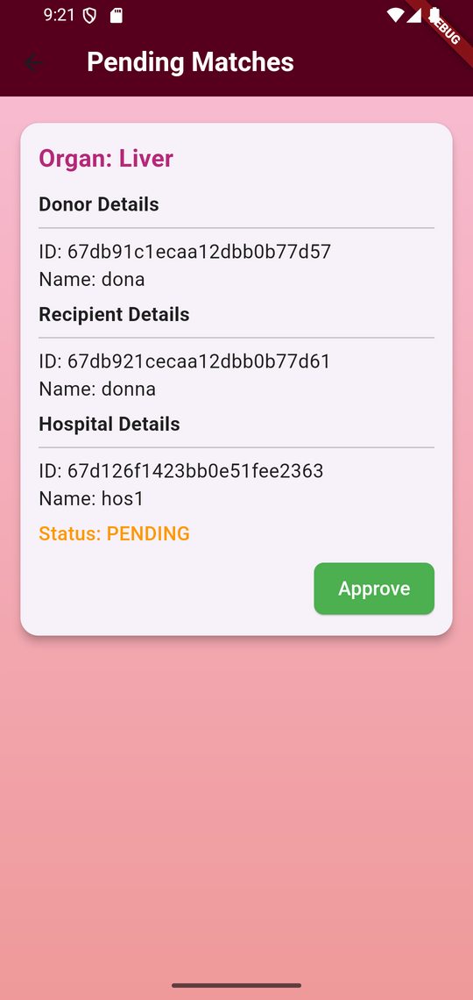 9:21
Pending Matches
Organ: Liver
Donor Details
ID: 67db91c1ecaa12dbb0b77d57
Name: dona
Recipient Details
ID: 67db921cecaa12dbb0b77d61
Name: donna
Hospital Details
ID: 67d126f1423bb0e51fee2363
Name: hos1
Status: PENDING
Approve